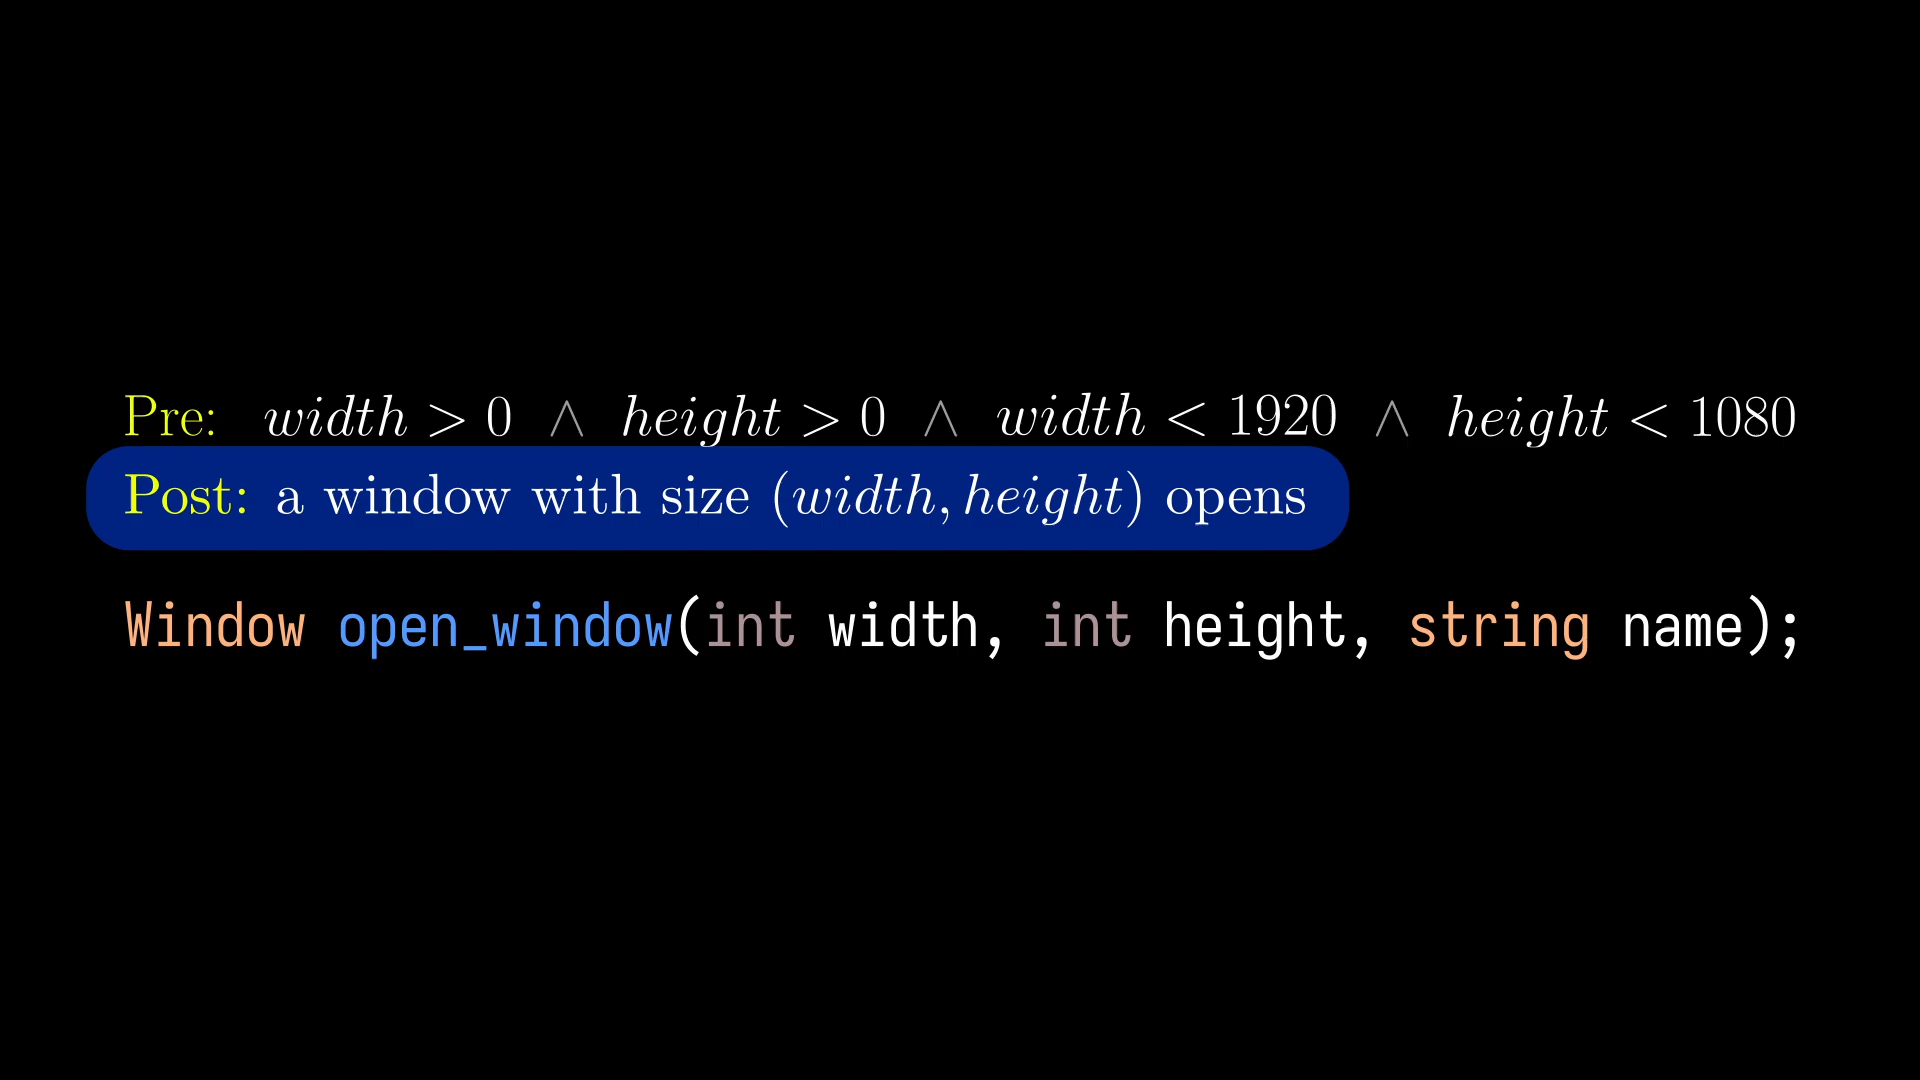 Pre: width > 0 ∧ height > 0 ∧ width < 1920 ∧ height < 1080
Post: a window with size (width, height) opens
Window open_window(int width, int height, string name);